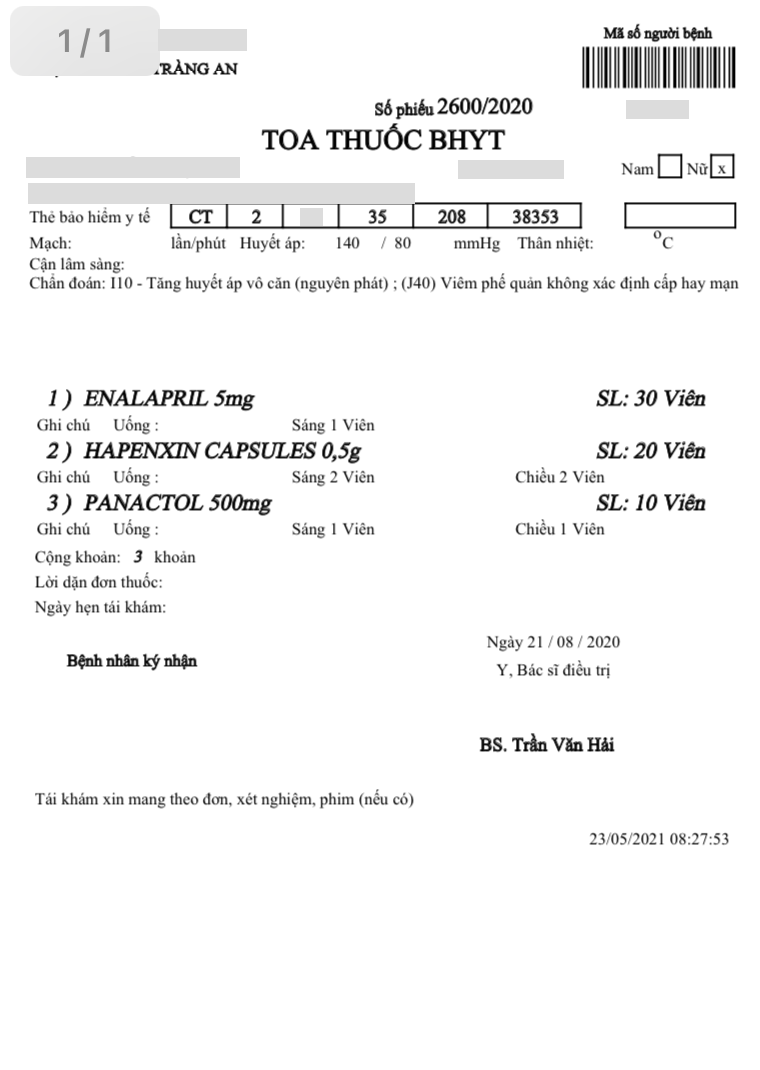 1/1
Mã số người bệnh
TRÀNG AN
Số phiếu 2600/2020
TOA THUỐC BHYT
Nam Nữ x
Thẻ bảo hiểm y tế CT 2 35 208 38353
Mạch: lần/phút Huyết áp: 140 / 80 mmHg Thân nhiệt: °C
Cận lâm sàng:
Chẩn đoán: I10 - Tăng huyết áp vô căn (nguyên phát) ; (J40) Viêm phế quản không xác định cấp hay mạn
1 ) ENALAPRIL 5mg SL: 30 Viên
Ghi chú Uống : Sáng 1 Viên
2 ) HAPENXIN CAPSULES 0,5g SL: 20 Viên
Ghi chú Uống : Sáng 2 Viên Chiều 2 Viên
3 ) PANACTOL 500mg SL: 10 Viên
Ghi chú Uống : Sáng 1 Viên Chiều 1 Viên
Cộng khoản: 3 khoản
Lời dặn đơn thuốc:
Ngày hẹn tái khám:
Ngày 21 / 08 / 2020
Bệnh nhân ký nhận
Y, Bác sĩ điều trị
BS. Trần Văn Hải
Tái khám xin mang theo đơn, xét nghiệm, phim (nếu có)
23/05/2021 08:27:53